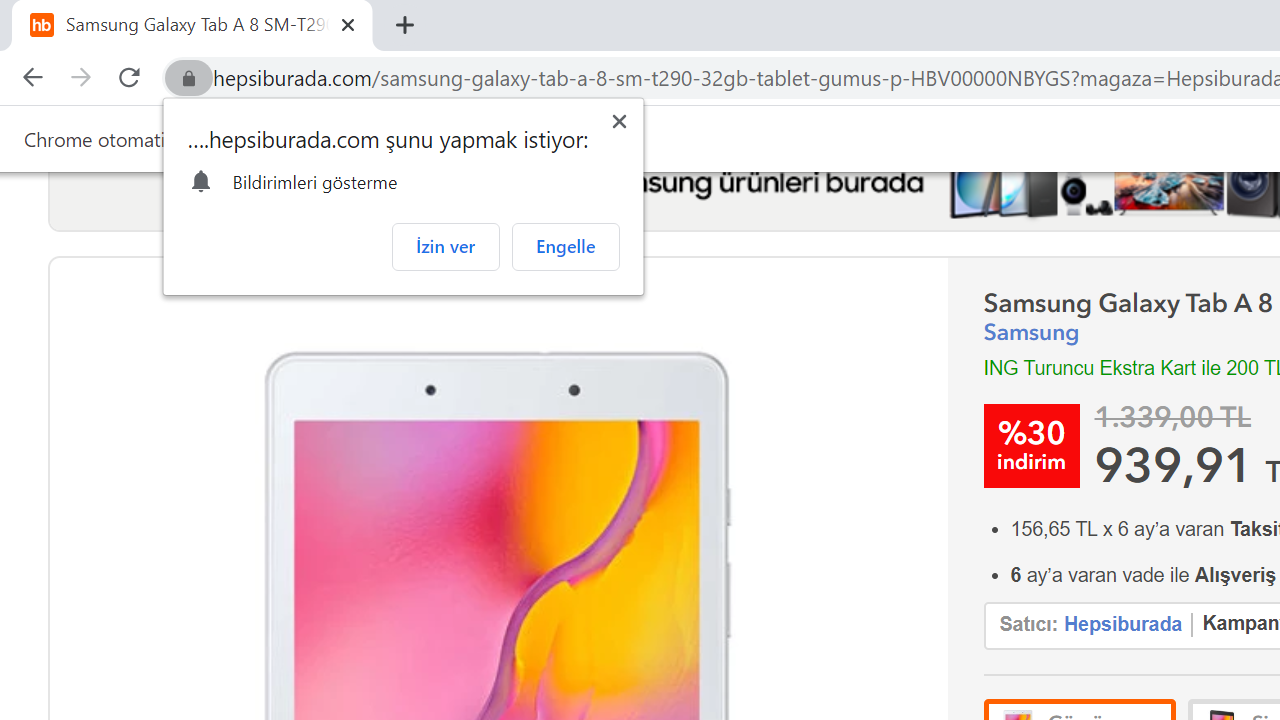 hb Samsung Galaxy Tab A 8 SM-T29
hepsiburada.com/samsung-galaxy-tab-a-8-sm-t290-32gb-tablet-gumus-p-HBV00000NBYGS?magaza=Hepsiburada
Chrome otomati
....hepsiburada.com şunu yapmak istiyor:
Bildirimleri gösterme
İzin ver Engelle
msung ürünleri burada
Samsung Galaxy Tab A 8
Samsung
ING Turuncu Ekstra Kart ile 200 TL
%30
indirim
1.339,00 TL
939,91 T
156,65 TL x 6 ay’a varan Taksit
6 ay’a varan vade ile Alışveriş
Satıcı: Hepsiburada Kampan